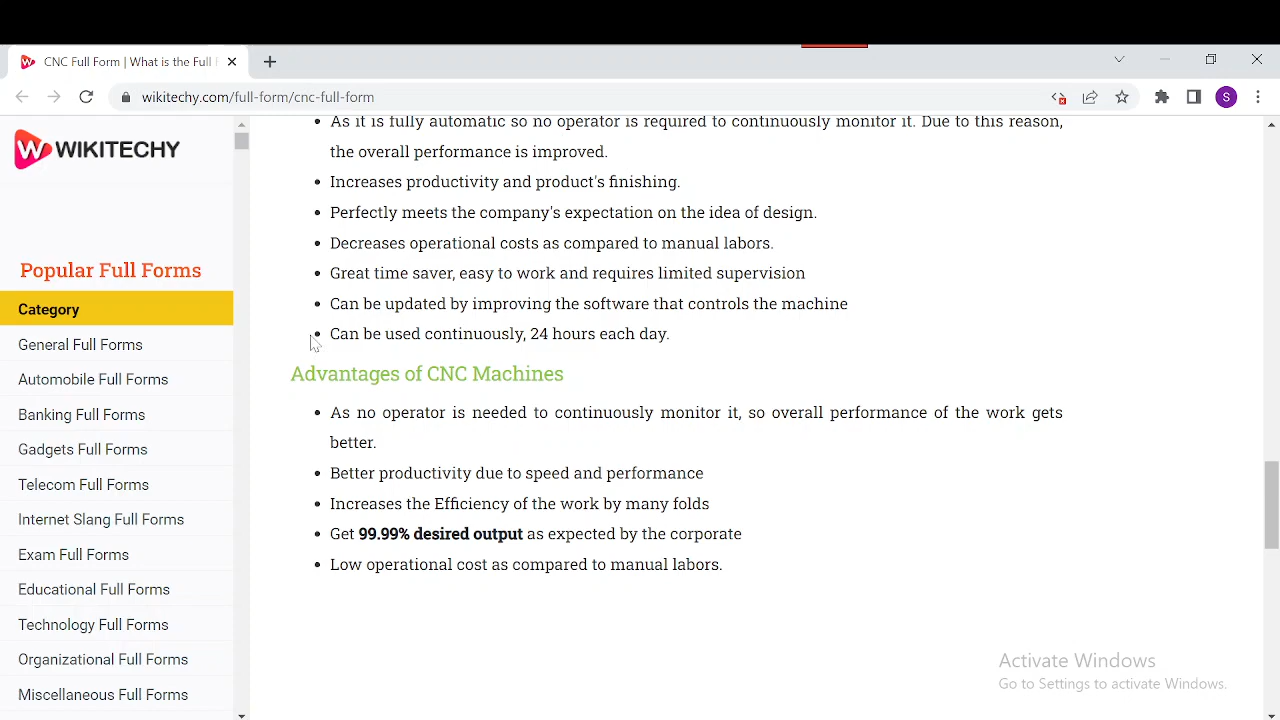 CNC Full Form | What is the Full
wikitechy.com/full-form/cnc-full-form
S
W WIKITECHY
Popular Full Forms
Category
General Full Forms
Automobile Full Forms
Banking Full Forms
Gadgets Full Forms
Telecom Full Forms
Internet Slang Full Forms
Exam Full Forms
Educational Full Forms
Technology Full Forms
Organizational Full Forms
Miscellaneous Full Forms
As it is fully automatic so no operator is required to continuously monitor it. Due to this reason,
the overall performance is improved.
Increases productivity and product's finishing.
Perfectly meets the company's expectation on the idea of design.
Decreases operational costs as compared to manual labors.
Great time saver, easy to work and requires limited supervision
Can be updated by improving the software that controls the machine
Can be used continuously, 24 hours each day.
Advantages of CNC Machines
As no operator is needed to continuously monitor it, so overall performance of the work gets
better.
Better productivity due to speed and performance
Increases the Efficiency of the work by many folds
Get 99.99% desired output as expected by the corporate
Low operational cost as compared to manual labors.
Activate Windows
Go to Settings to activate Windows.